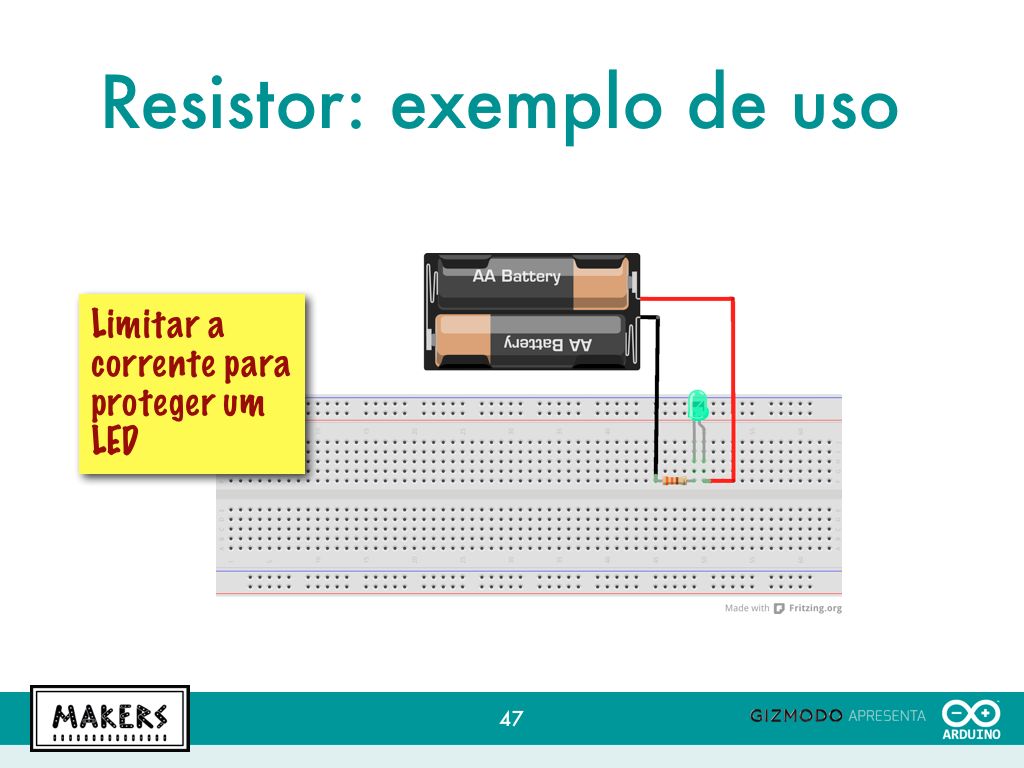 Resistor: exemplo de uso
AA Battery
AA Battery
Limitar a
corrente para
proteger um
LED
Made with Fritzing.org
MAKERS
47
GIZMODO APRESENTA
ARDUINO